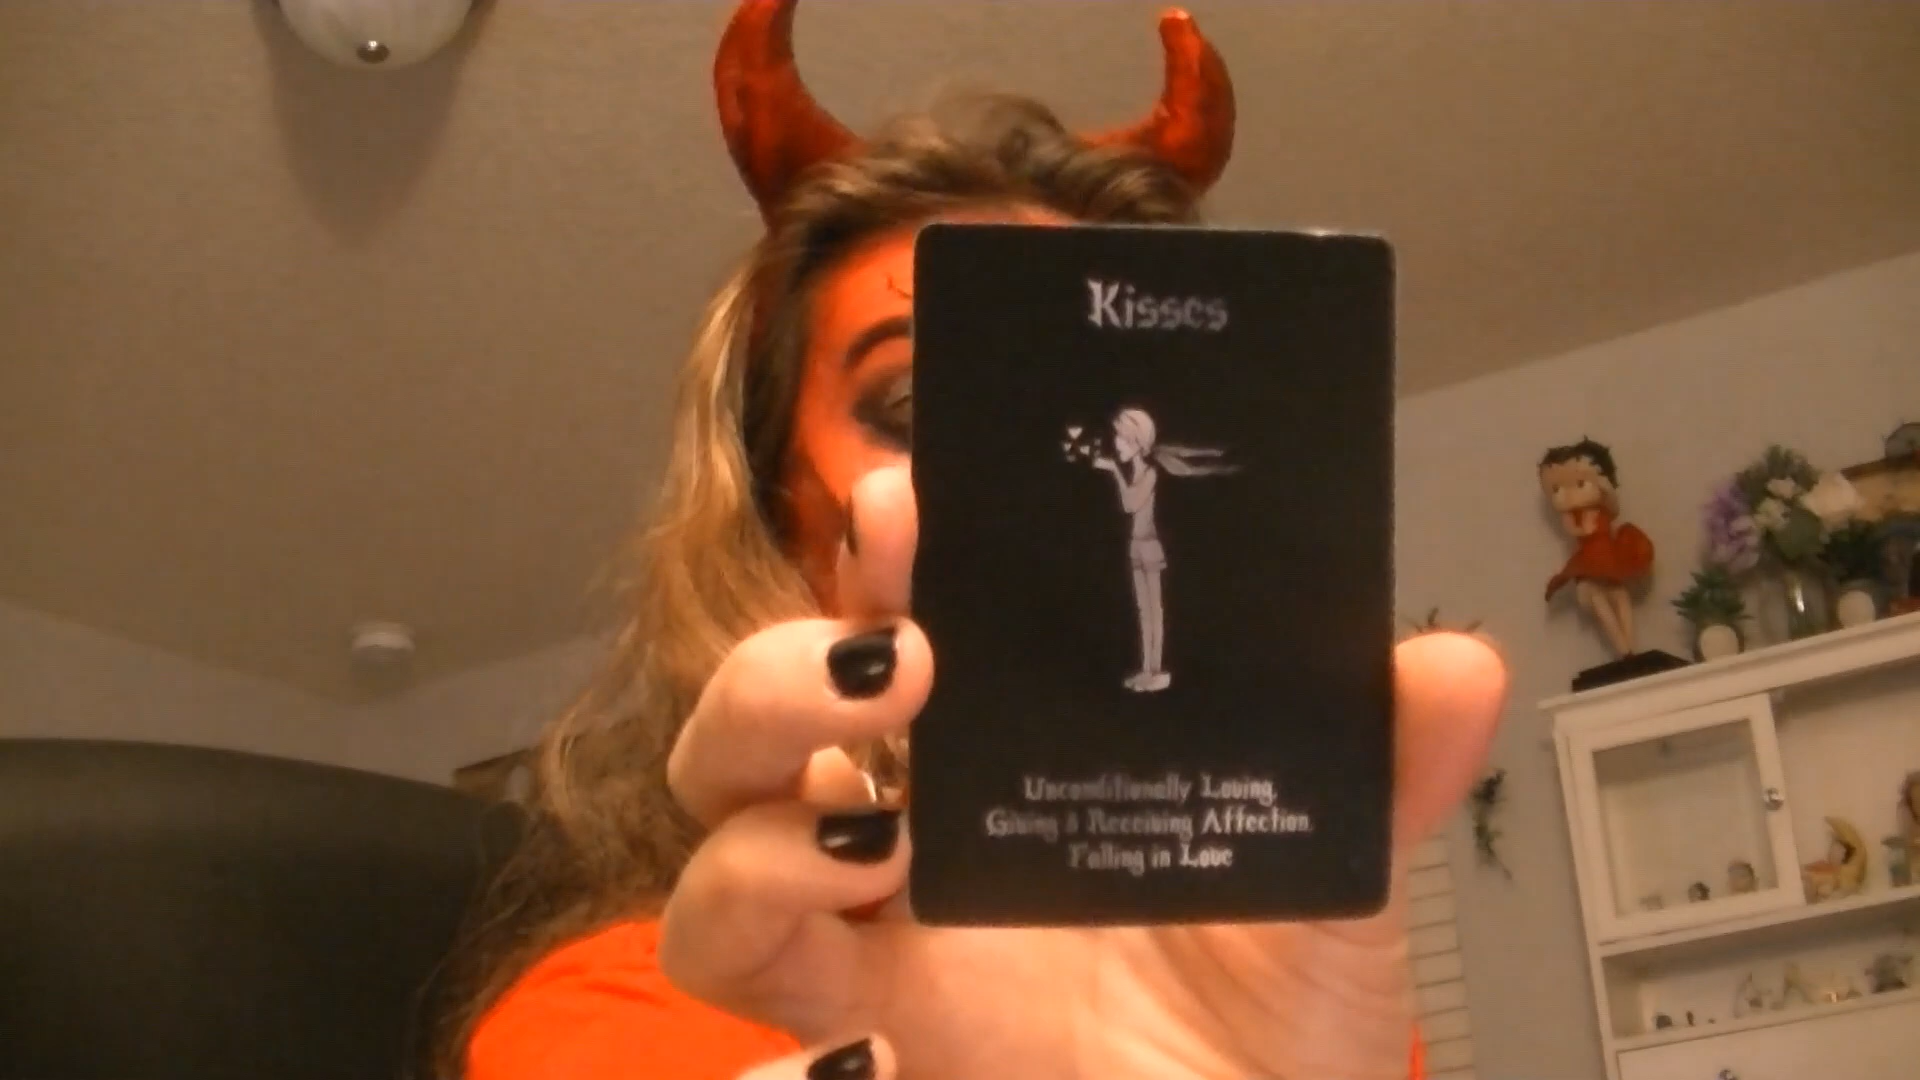 Kisses
Unconditionally Loving,
Giving & Receiving Affection,
Falling in Love